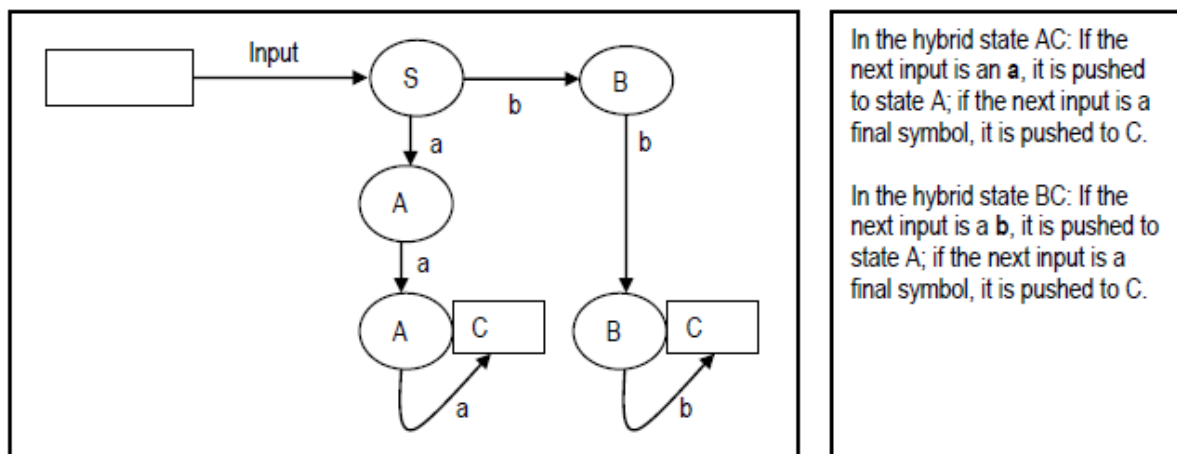 Input
S
b
B
a
b
A
a
A
C
B
C
a
b
In the hybrid state AC: If the
next input is an a, it is pushed
to state A; if the next input is a
final symbol, it is pushed to C.
In the hybrid state BC: If the
next input is a b, it is pushed to
state A; if the next input is a
final symbol, it is pushed to C.